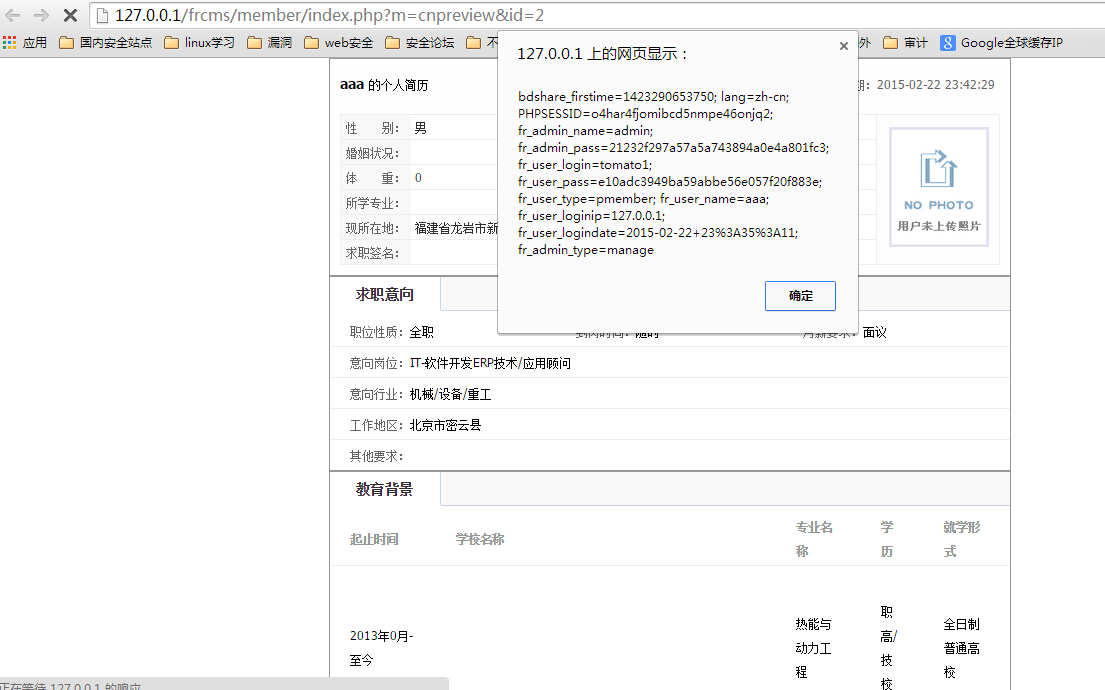 127.0.0.1/frcms/member/index.php?m=cnpreview&id=2
应用 国内安全站点 linux学习 漏洞 web安全 安全论坛 不 外 审计 Google全球缓存IP
127.0.0.1 上的网页显示：
bdshare_firstime=1423290653750; lang=zh-cn;
PHPSESSID=o4har4fjomibcd5nmpe46onjq2;
fr_admin_name=admin;
fr_admin_pass=21232f297a57a5a743894a0e4a801fc3;
fr_user_login=tomato1;
fr_user_pass=e10adc3949ba59abbe56e057f20f883e;
fr_user_type=pmember; fr_user_name=aaa;
fr_user_loginip=127.0.0.1;
fr_user_logindate=2015-02-22+23%3A35%3A11;
fr_admin_type=manage
确定
aaa 的个人简历
期：2015-02-22 23:42:29
性 别：男
婚姻状况：
体 重：0
所学专业：
现所在地：福建省龙岩市新
求职签名：
NO PHOTO
用户未上传照片
求职意向
职位性质：全职 到岗时间：随时 月薪要求：面议
意向岗位：IT-软件开发ERP技术/应用顾问
意向行业：机械/设备/重工
工作地区：北京市密云县
其他要求：
教育背景
起止时间 学校名称 专业名称 学历 就学形式
2013年0月-
至今
热能与
动力工
程
职
高/
技
校
全日制
普通高
校
正在等待 127.0.0.1 的响应